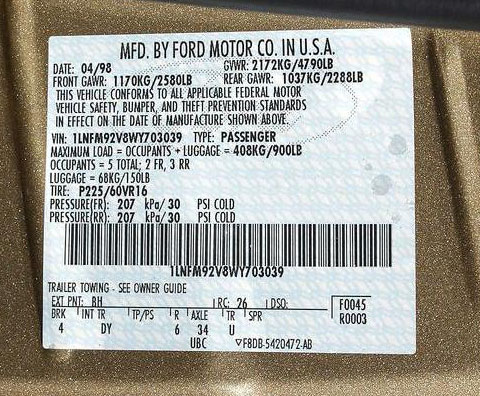 MFD. BY FORD MOTOR CO. IN U.S.A.
DATE: 04/98 GVWR: 2172KG/4790LB
FRONT GAWR: 1170KG/2580LB REAR GAWR: 1037KG/2288LB
THIS VEHICLE CONFORMS TO ALL APPLICABLE FEDERAL MOTOR
VEHICLE SAFETY, BUMPER, AND THEFT PREVENTION STANDARDS
IN EFFECT ON THE DATE OF MANUFACTURE SHOWN ABOVE.
VIN: 1LNFM92V8WY703039 TYPE: PASSENGER
MAXIMUM LOAD = OCCUPANTS + LUGGAGE = 408KG/900LB
OCCUPANTS = 5 TOTAL; 2 FR, 3 RR
LUGGAGE = 68KG/150LB
TIRE: P225/60VR16
PRESSURE(FR): 207 kPa/30 PSI COLD
PRESSURE(RR): 207 kPa/30 PSI COLD
1LNFM92V8WY703039
TRAILER TOWING - SEE OWNER GUIDE
EXT PNT: BH RC: 26 DSO: F0045
BRK INT TR TP/PS R AXLE TR SPR R0003
4 DY 6 34 U
UBC ▽F8DB-5420472-AB